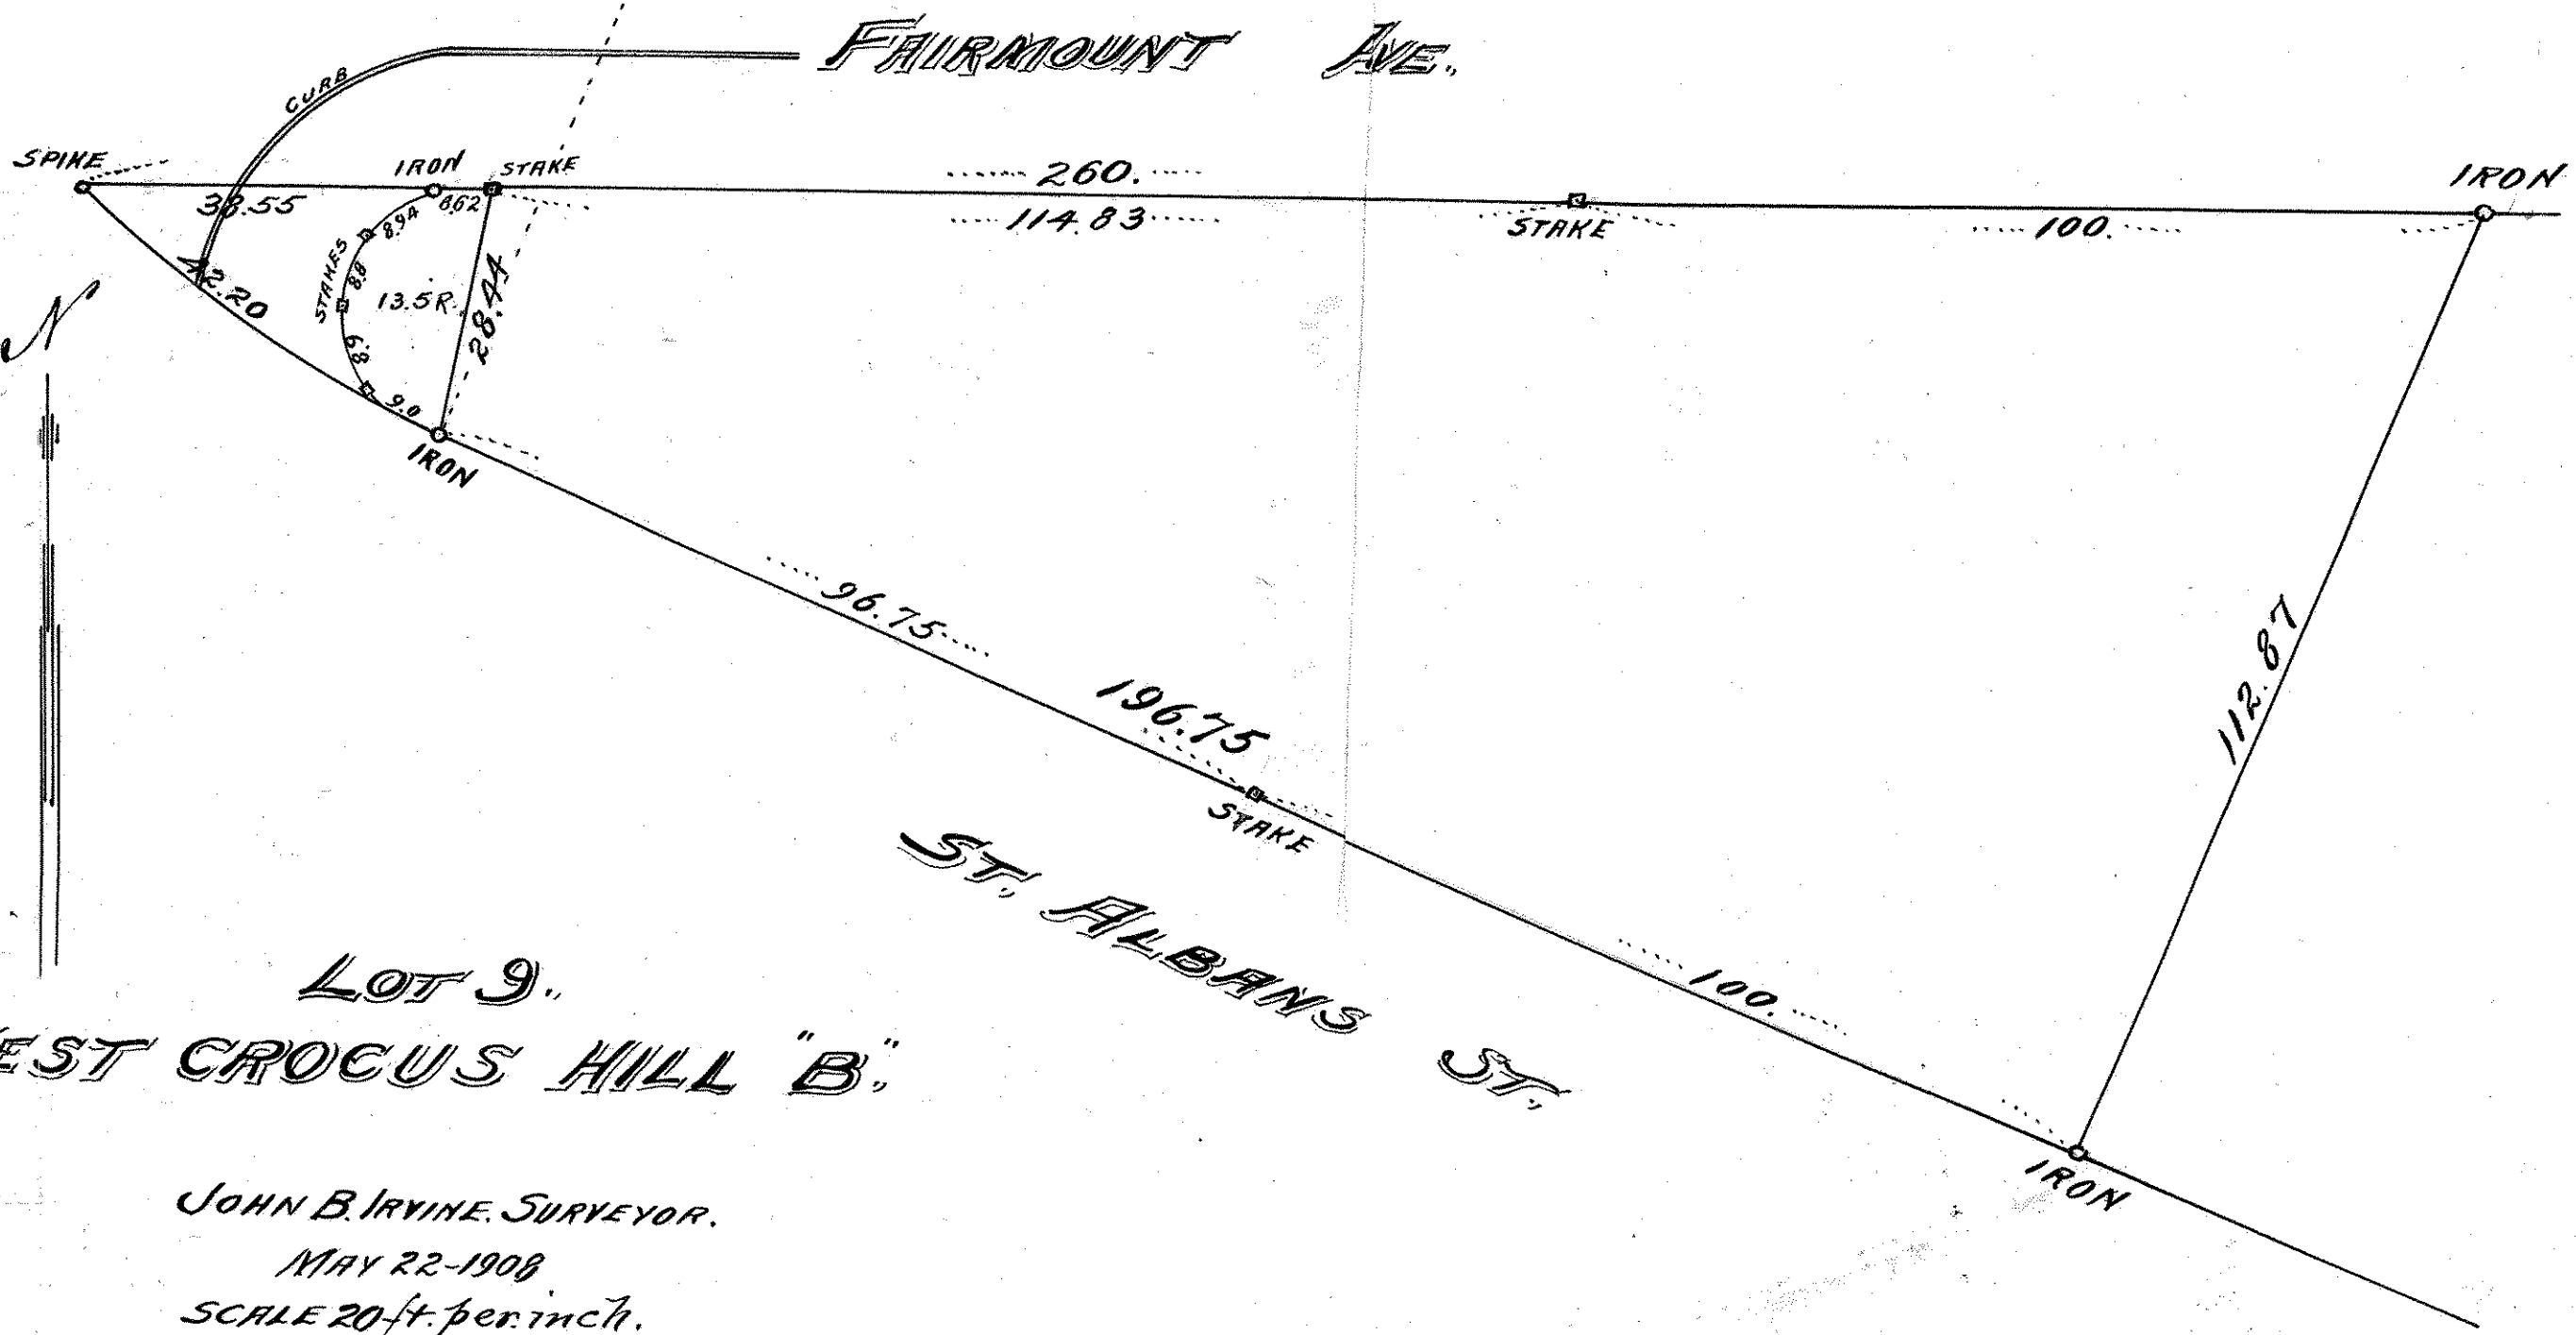 FAIRMOUNT AVE.
CURB
SPIKE
IRON
STAKE
260.
IRON
38.55
8.94
8.62
114.83
STAKE
100.
STAKES
8.8
42.20
13.5 R.
28.44
N
8.9
9.0
IRON
96.75
112.87
196.75
STAKE
ST. ALBANS ST.
100.
LOT 9.
EST CROCUS HILL "B".
IRON
JOHN B. IRVINE. SURVEYOR.
MAY 22-1908
SCALE 20 ft. per. inch.